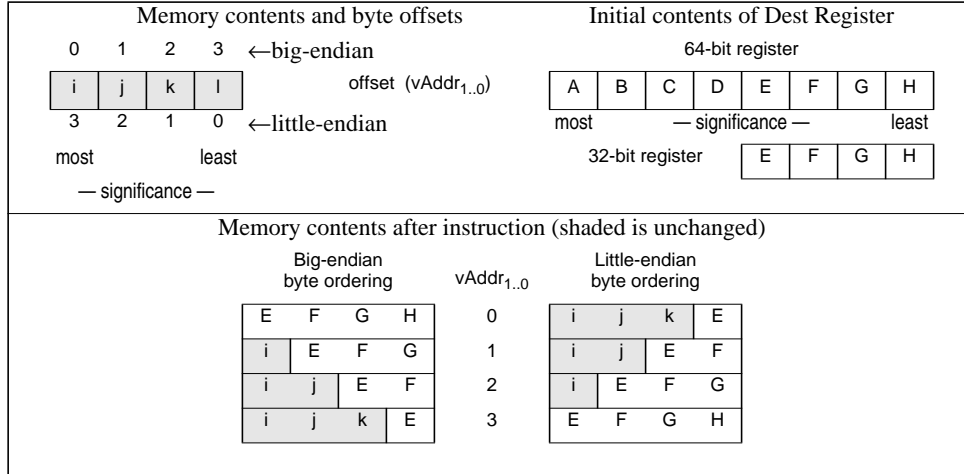 Memory contents and byte offsets
0 1 2 3 ←big-endian
i j k l offset (vAddr1..0)
3 2 1 0 ←little-endian
most least
— significance —
Initial contents of Dest Register
64-bit register
A B C D E F G H
most — significance — least
32-bit register E F G H
Memory contents after instruction (shaded is unchanged)
Big-endian
byte ordering
vAddr1..0
Little-endian
byte ordering
E F G H 0 i j k E
i E F G 1 i j E F
i j E F 2 i E F G
i j k E 3 E F G H